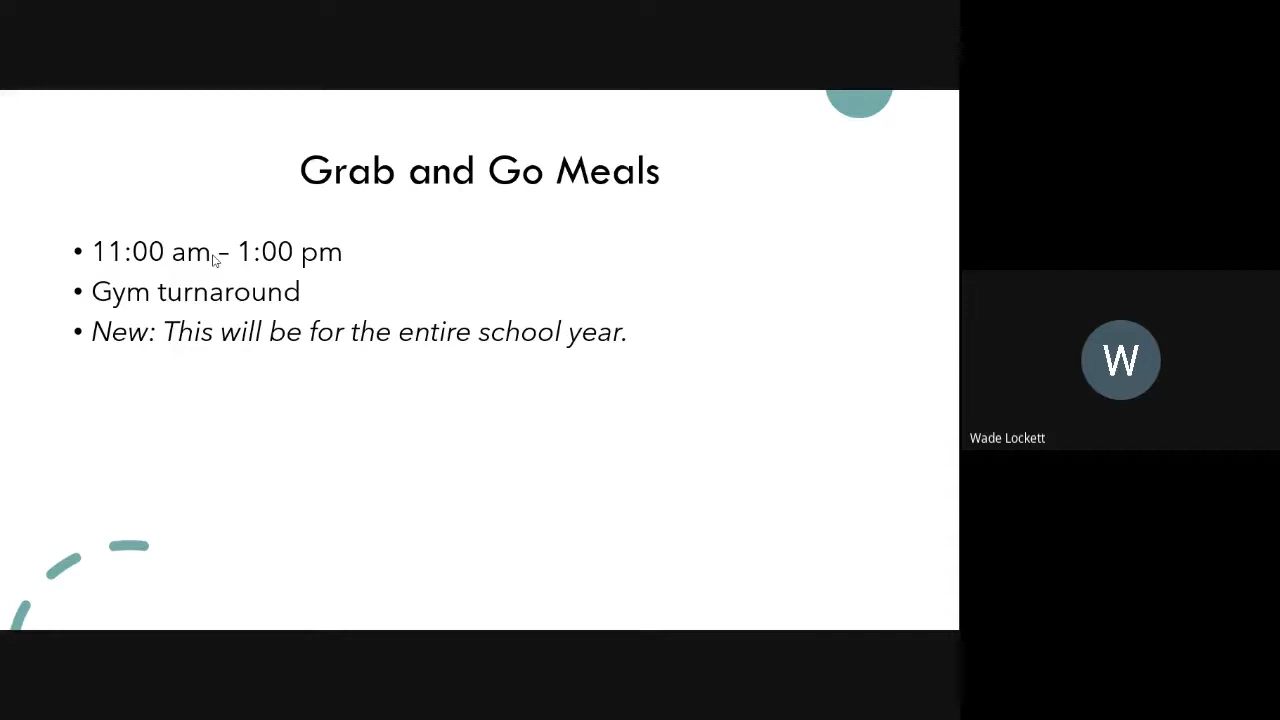 Grab and Go Meals
• 11:00 am – 1:00 pm
• Gym turnaround
• New: This will be for the entire school year.
W
Wade Lockett